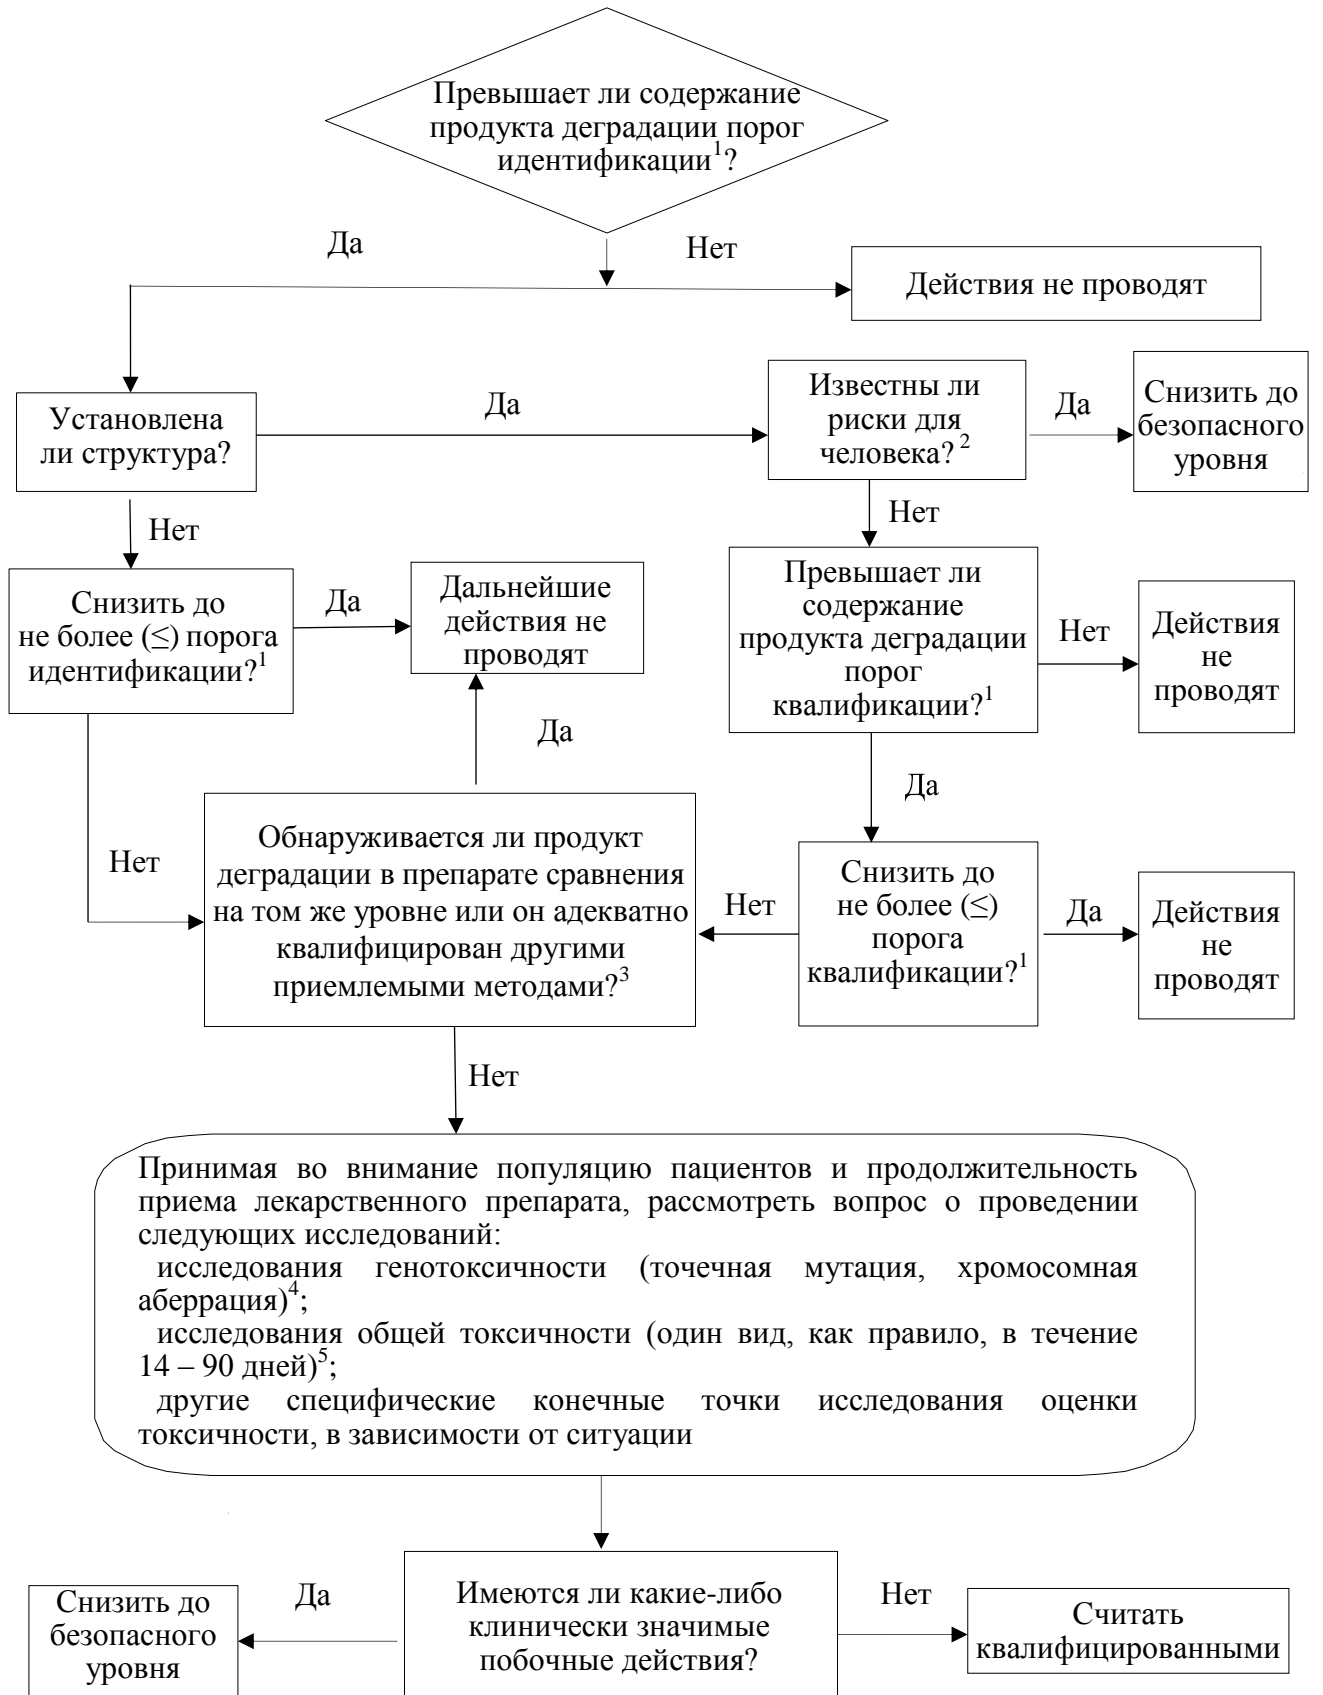 Превышает ли содержание
продукта деградации порог
идентификации¹?
Да
Нет
Действия не проводят
Установлена
ли структура?
Да
Известны ли
риски для
человека?²
Да
Снизить до
безопасного
уровня
Нет
Нет
Снизить до
не более (≤) порога
идентификации?¹
Да
Дальнейшие
действия не
проводят
Превышает ли
содержание
продукта деградации
порог
квалификации?¹
Нет
Действия
не
проводят
Да
Да
Нет
Обнаруживается ли продукт
деградации в препарате сравнения
на том же уровне или он адекватно
квалифицирован другими
приемлемыми методами?³
Нет
Снизить до
не более (≤)
порога
квалификации?¹
Да
Действия
не
проводят
Нет
Принимая во внимание популяцию пациентов и продолжительность
приема лекарственного препарата, рассмотреть вопрос о проведении
следующих исследований:
исследования генотоксичности (точечная мутация, хромосомная
аберрация)⁴;
исследования общей токсичности (один вид, как правило, в течение
14 – 90 дней)⁵;
другие специфические конечные точки исследования оценки
токсичности, в зависимости от ситуации
Снизить до
безопасного
уровня
Да
Имеются ли какие-либо
клинически значимые
побочные действия?
Нет
Считать
квалифицированными